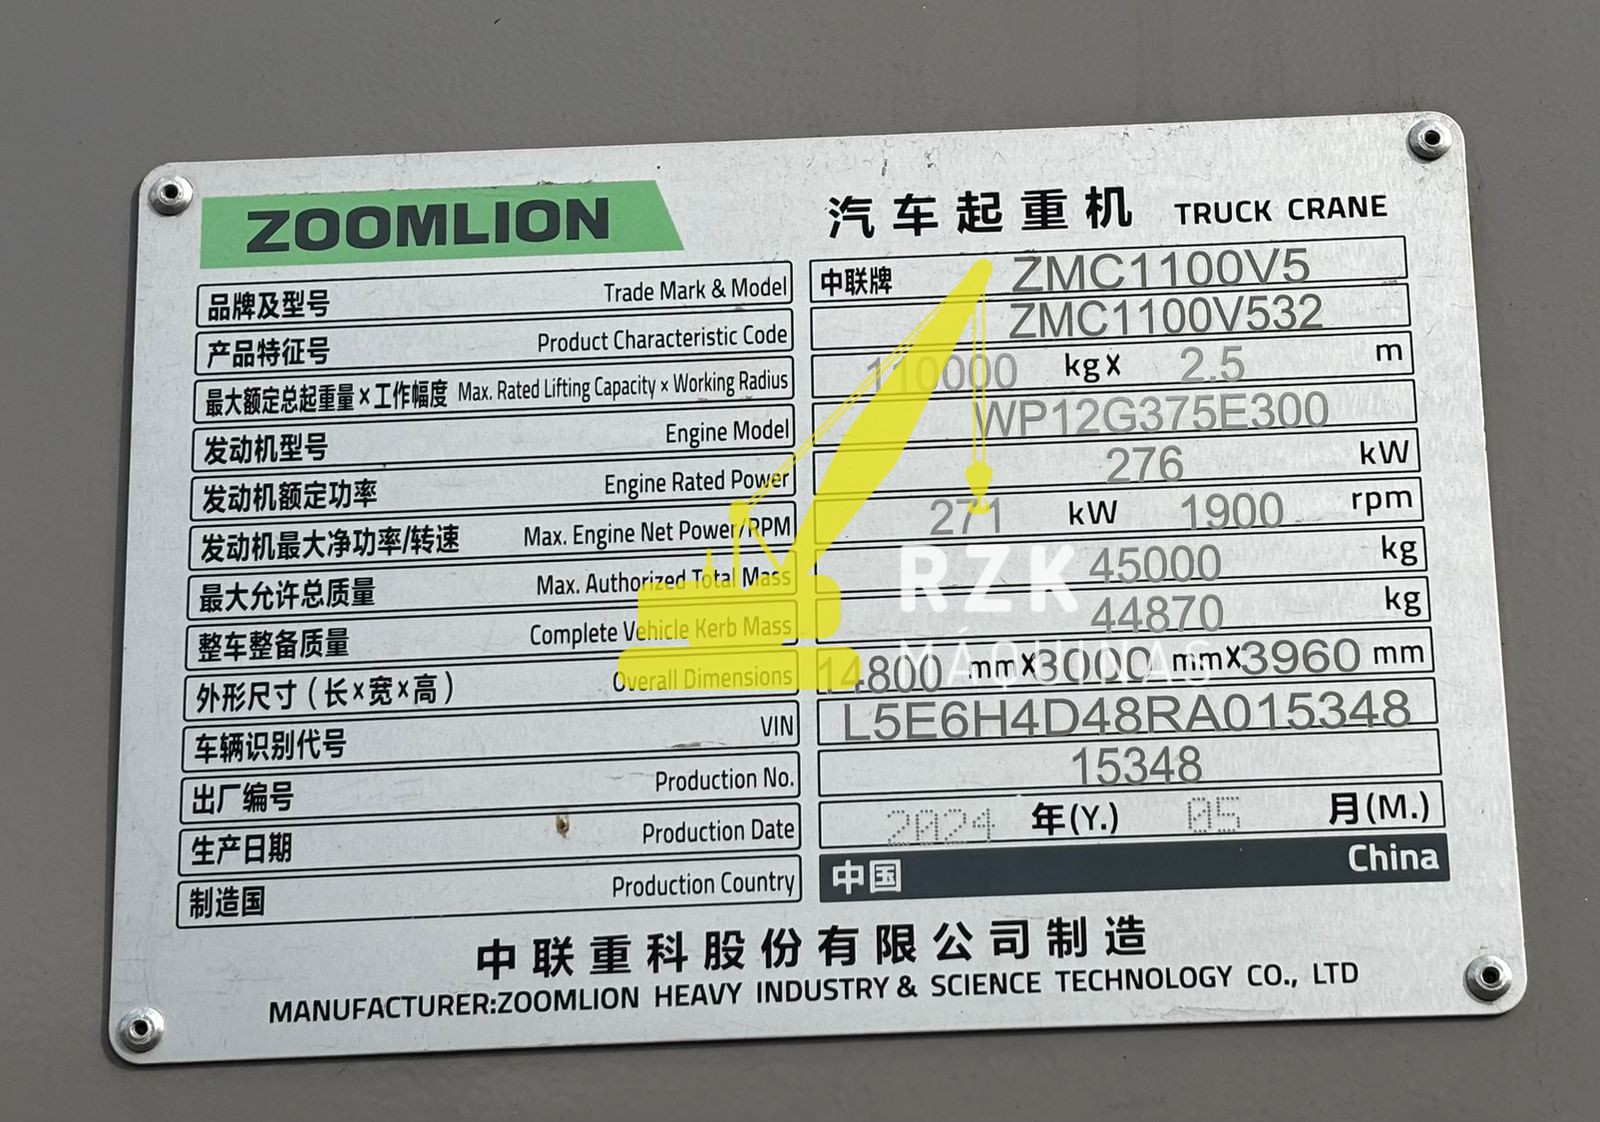 ZOOMLION 汽车起重机 TRUCK CRANE
品牌及型号 Trade Mark & Model 中联牌 ZMC1100V5
产品特征号 Product Characteristic Code ZMC1100V532
最大额定总起重量×工作幅度 Max. Rated Lifting Capacity × Working Radius 110000 kg× 2.5 m
发动机型号 Engine Model WP12G375E300
发动机额定功率 Engine Rated Power 276 kW
发动机最大净功率/转速 Max. Engine Net Power/RPM 271 kW 1900 rpm
最大允许总质量 Max. Authorized Total Mass 45000 kg
整车整备质量 Complete Vehicle Kerb Mass 44870 kg
外形尺寸(长×宽×高) Overall Dimensions 14800 mm×3000 mm×3960 mm
车辆识别代号 VIN L5E6H4D48RA015348
出厂编号 Production No. 15348
生产日期 Production Date 2024 年(Y.) 05 月(M.)
制造国 Production Country 中国 China
中联重科股份有限公司制造
MANUFACTURER:ZOOMLION HEAVY INDUSTRY & SCIENCE TECHNOLOGY CO., LTD
RZK
MÁQUINAS